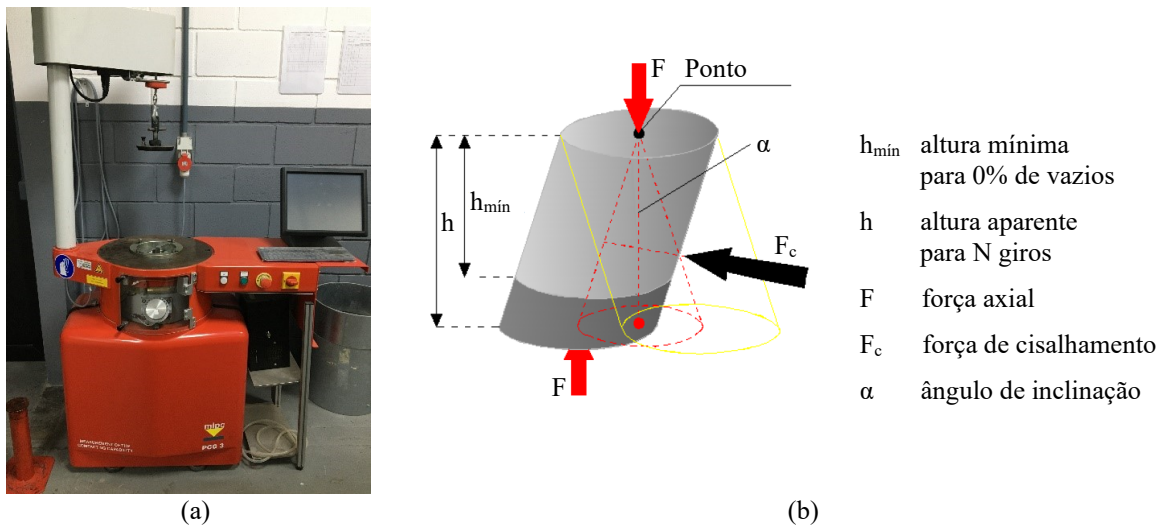 mlpc
PCG 3
(a)
F
Ponto
α
h
hmín
Fc
F
(b)
hmín altura mínima
para 0% de vazios
h altura aparente
para N giros
F força axial
Fc força de cisalhamento
α ângulo de inclinação